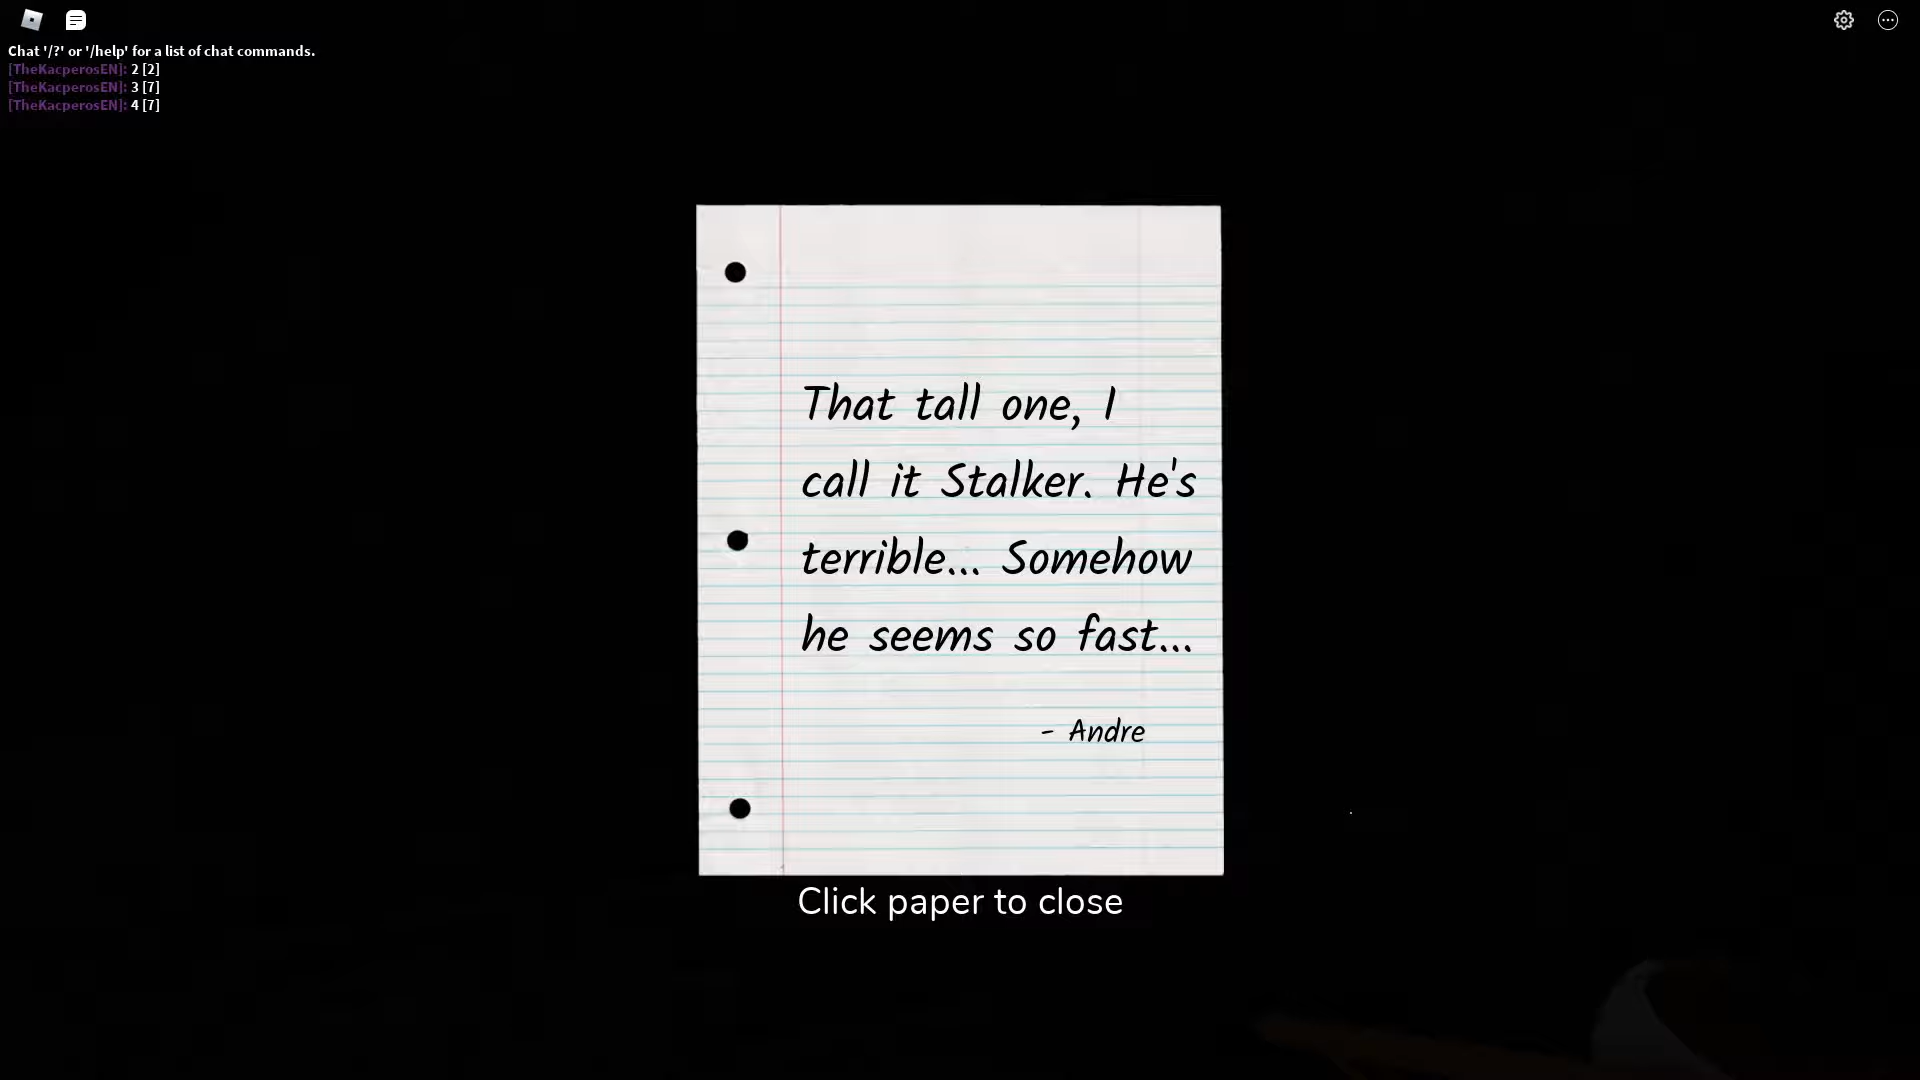 Chat '/?' or '/help' for a list of chat commands.
[TheKacperosEN]: 2 [2]
[TheKacperosEN]: 3 [7]
[TheKacperosEN]: 4 [7]
That tall one, I
call it Stalker. He's
terrible... Somehow
he seems so fast...
- Andre
Click paper to close